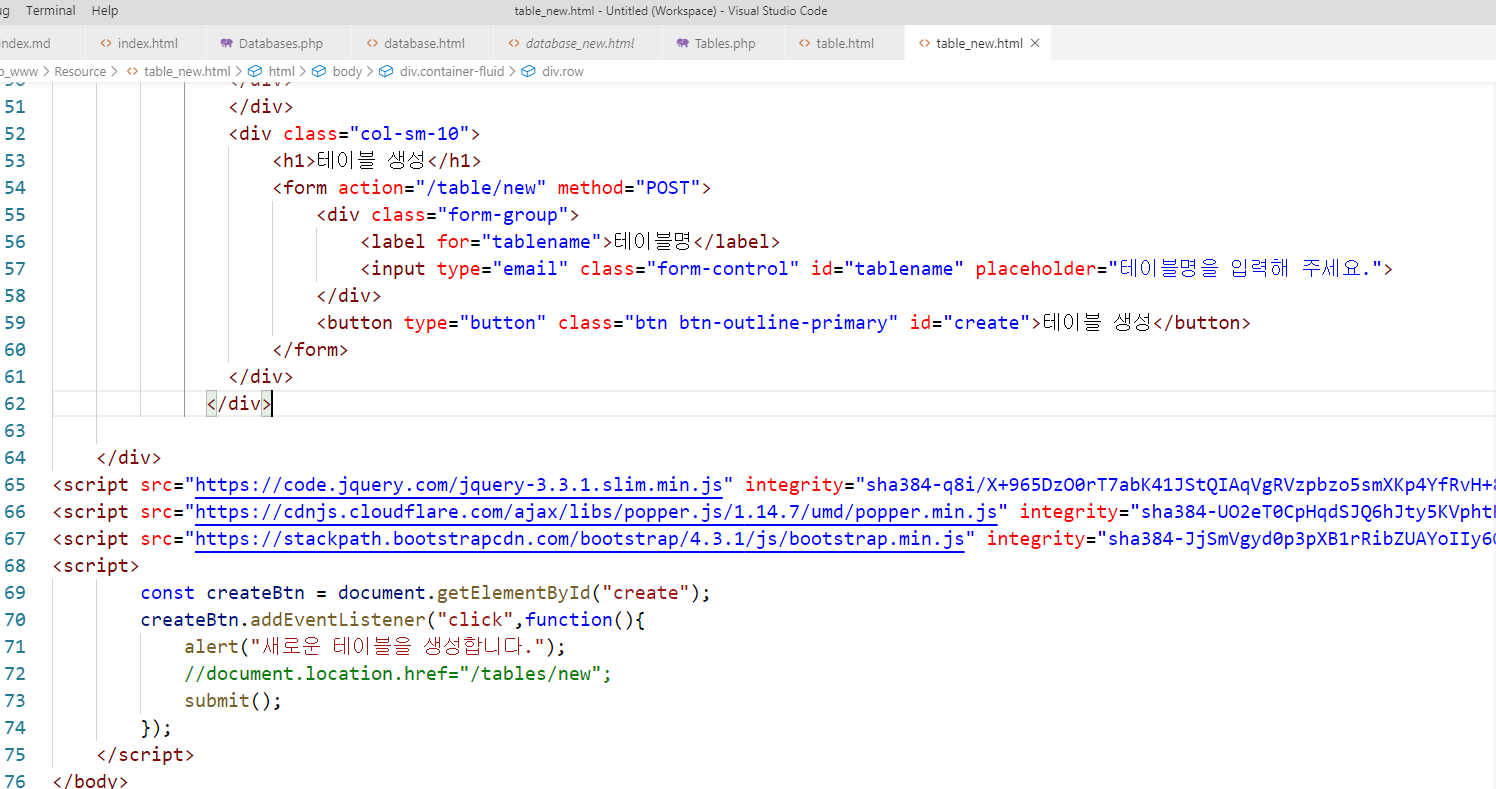 Terminal Help table_new.html - Untitled (Workspace) - Visual Studio Code
index.md index.html Databases.php database.html database_new.html Tables.php table.html table_new.html
Resource > table_new.html > html > body > div.container-fluid > div.row
51 </div>
52 <div class="col-sm-10">
53 <h1>테이블 생성</h1>
54 <form action="/table/new" method="POST">
55 <div class="form-group">
56 <label for="tablename">테이블명</label>
57 <input type="email" class="form-control" id="tablename" placeholder="테이블명을 입력해 주세요.">
58 </div>
59 <button type="button" class="btn btn-outline-primary" id="create">테이블 생성</button>
60 </form>
61 </div>
62 </div>
63
64 </div>
65 <script src="https://code.jquery.com/jquery-3.3.1.slim.min.js" integrity="sha384-q8i/X+965DzO0rT7abK41JStQIAqVgRVzpbzo5smXKp4YfRvH+8
66 <script src="https://cdnjs.cloudflare.com/ajax/libs/popper.js/1.14.7/umd/popper.min.js" integrity="sha384-UO2eT0CpHqdSJQ6hJty5KVpht
67 <script src="https://stackpath.bootstrapcdn.com/bootstrap/4.3.1/js/bootstrap.min.js" integrity="sha384-JjSmVgyd0p3pXB1rRibZUAYoIIy6
68 <script>
69 const createBtn = document.getElementById("create");
70 createBtn.addEventListener("click",function(){
71 alert("새로운 테이블을 생성합니다.");
72 //document.location.href="/tables/new";
73 submit();
74 });
75 </script>
76 </body>